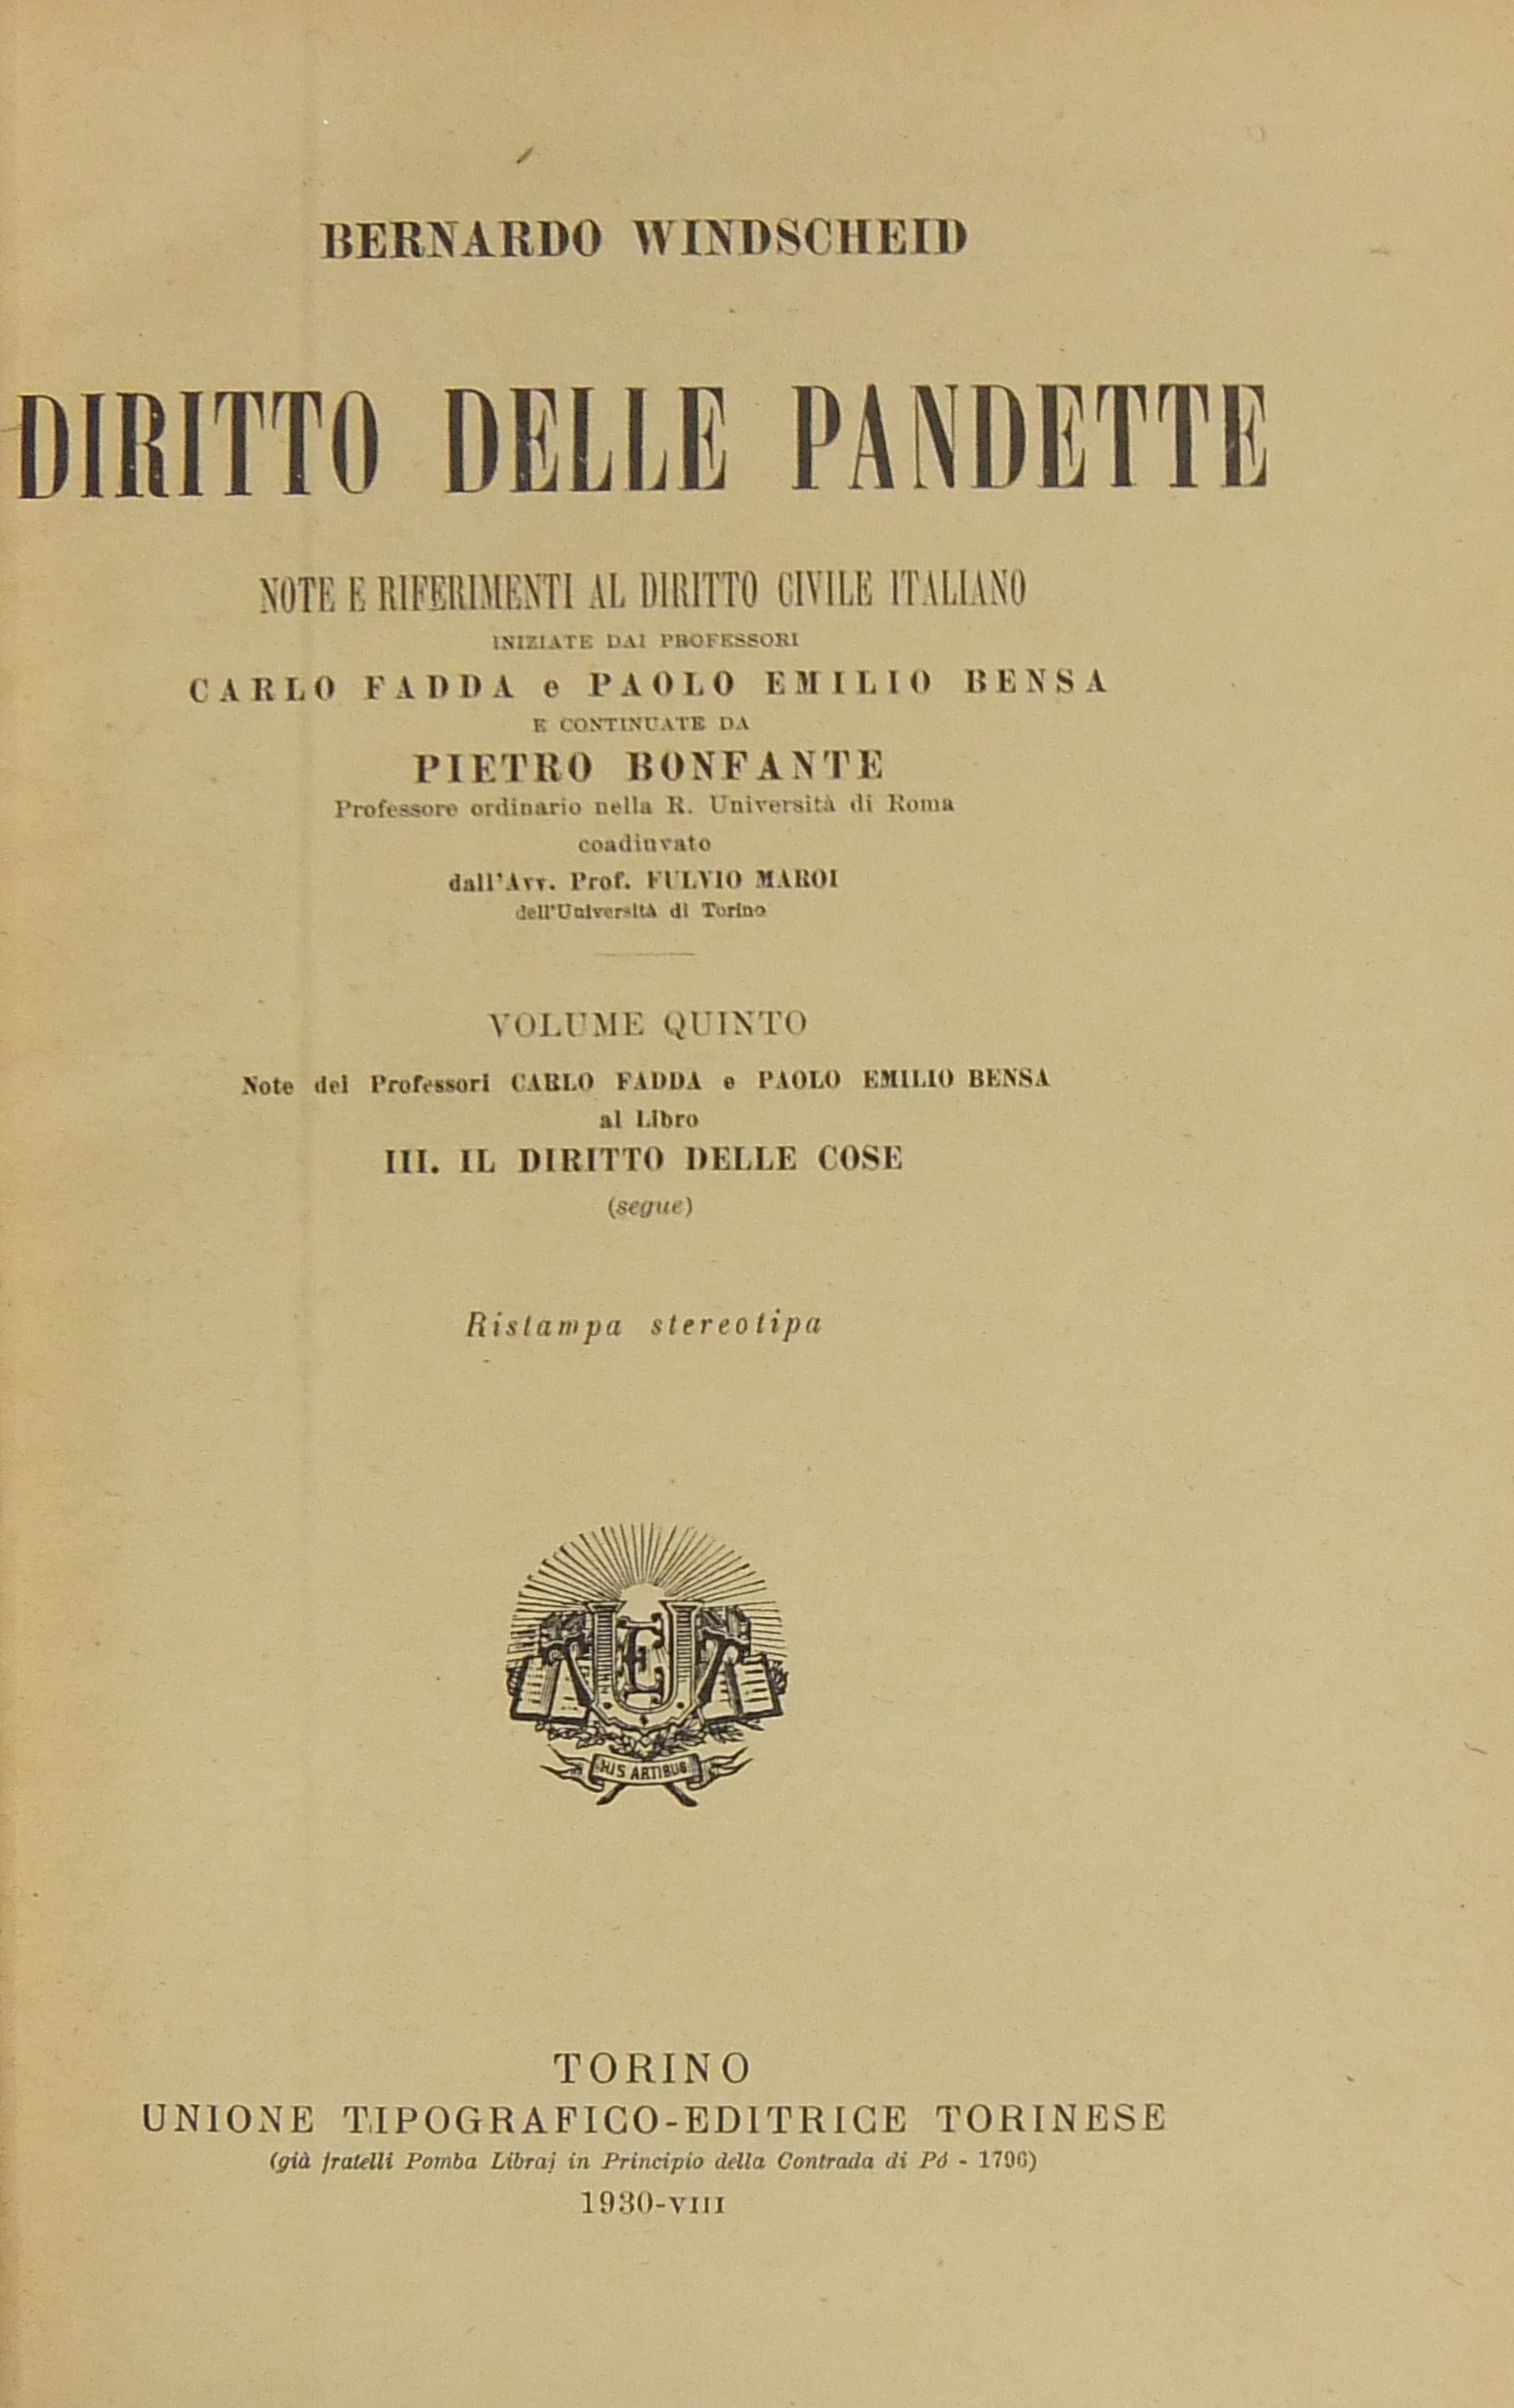 BERNARDO WINDSCHEID
DIRITTO DELLE PANDETTE
NOTE E RIFERIMENTI AL DIRITTO CIVILE ITALIANO
INIZIATE DAI PROFESSORI
CARLO FADDA e PAOLO EMILIO BENSA
E CONTINUATE DA
PIETRO BONFANTE
Professore ordinario nella R. Università di Roma
coadiuvato
dall'Avv. Prof. FULVIO MAROI
dell'Università di Torino
VOLUME QUINTO
Note dei Professori CARLO FADDA e PAOLO EMILIO BENSA
al Libro
III. IL DIRITTO DELLE COSE
(segue)
Ristampa stereotipa
UTET
HIS ARTIBUS
TORINO
UNIONE TIPOGRAFICO-EDITRICE TORINESE
(già fratelli Pomba Libraj in Principio della Contrada di Pò - 1796)
1930-VIII